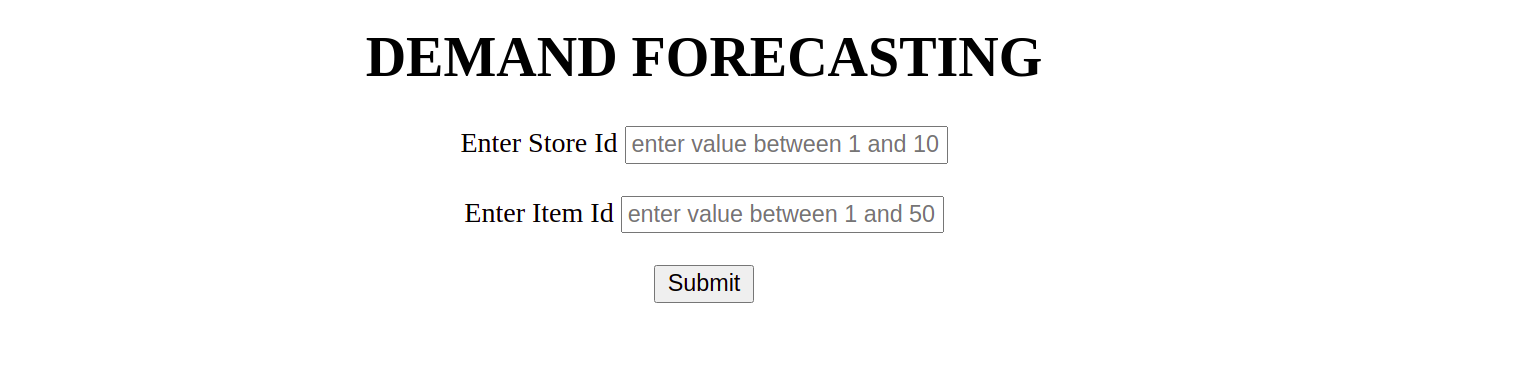 DEMAND FORECASTING
Enter Store Id enter value between 1 and 10
Enter Item Id enter value between 1 and 50
Submit